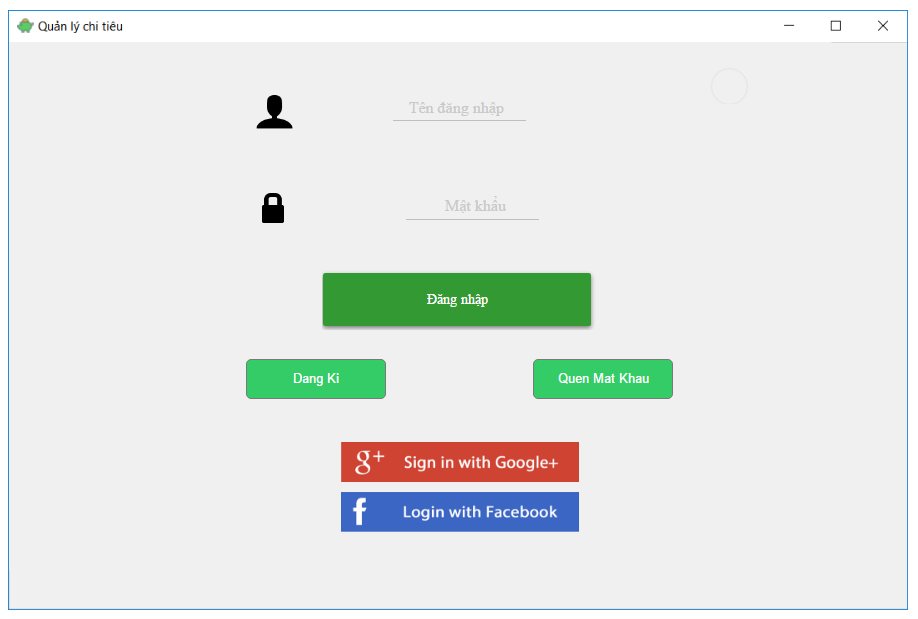 Quản lý chi tiêu
Tên đăng nhập
Mật khẩu
Đăng nhập
Dang Ki
Quen Mat Khau
g+ Sign in with Google+
f Login with Facebook